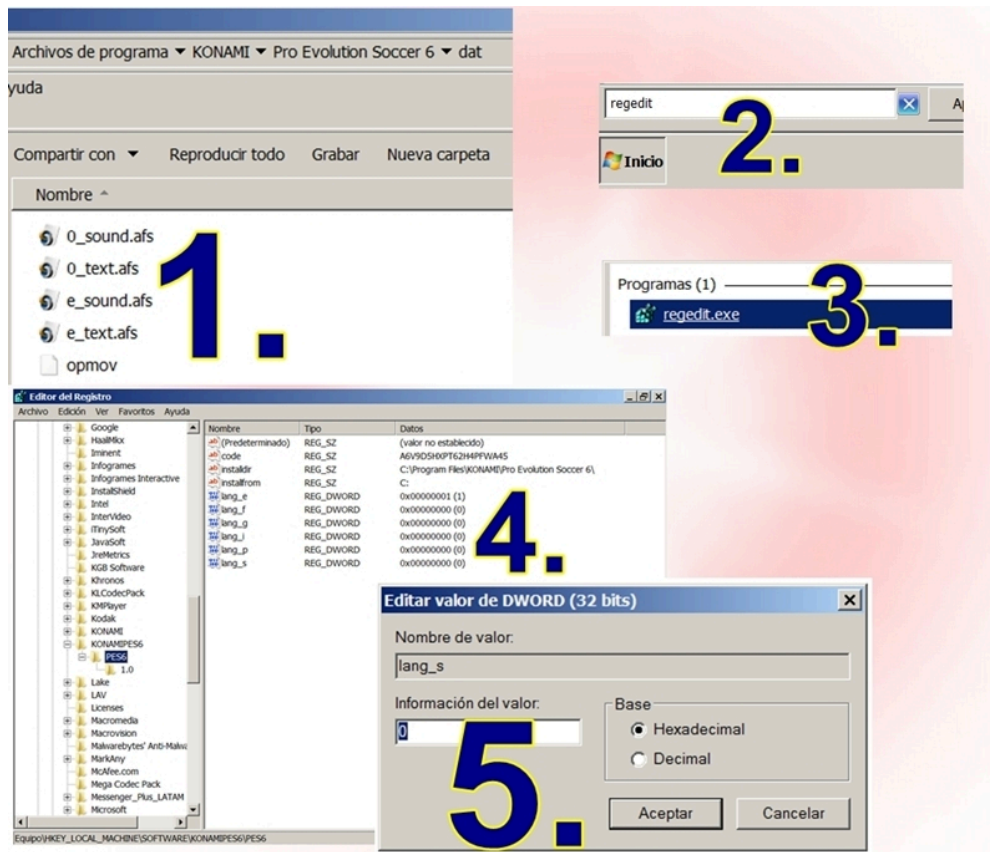 Archivos de programa ▼ KONAMI ▼ Pro Evolution Soccer 6 ▼ dat
yuda
Compartir con ▼ Reproducir todo Grabar Nueva carpeta
Nombre
0_sound.afs
0_text.afs
e_sound.afs
e_text.afs
opmov
1.
regedit
Inicio
2.
Programas (1)
regedit.exe
3.
Editor del Registro
Archivo Edición Ver Favoritos Ayuda
Google
Iminent
Infogrames
Infogrames Interactive
InstallShield
Intel
InterVideo
iTinySoft
JavaSoft
JreMetrics
KGB Software
Khronos
KLCodecPack
KMPlayer
Kodak
KONAMI
KONAMIPES6
PES6
1.0
Lake
LAV
Licenses
Macromedia
Macrovision
Malwarebytes' Anti-Malwa
MarkAny
McAfee.com
Mega Codec Pack
Messenger_Plus_LATAM
Microsoft
Nombre Tipo Datos
(Predeterminado) REG_SZ (valor no establecido)
code REG_SZ
installdir REG_SZ C:\Program Files\KONAMI\Pro Evolution Soccer 6\
installfrom REG_SZ C:
lang_e REG_DWORD 0x00000001 (1)
lang_f REG_DWORD 0x00000000 (0)
lang_g REG_DWORD 0x00000000 (0)
lang_i REG_DWORD 0x00000000 (0)
lang_p REG_DWORD 0x00000000 (0)
lang_s REG_DWORD 0x00000000 (0)
4.
Equipo\HKEY_LOCAL_MACHINE\SOFTWARE\KONAMIPES6\PES6
Editar valor de DWORD (32 bits)
Nombre de valor:
lang_s
Información del valor:
0
Base
Hexadecimal
Decimal
Aceptar Cancelar
5.